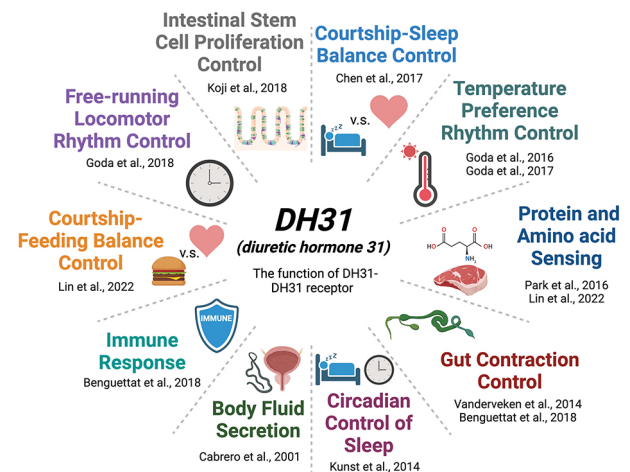 Intestinal Stem
Cell Proliferation
Control
Koji et al., 2018
Courtship-Sleep
Balance Control
Chen et al., 2017
zzZ
V.S.
Temperature
Preference
Rhythm Control
Goda et al., 2016
Goda et al., 2017
Free-running
Locomotor
Rhythm Control
Goda et al., 2018
DH31
(diuretic hormone 31)
The function of DH31-
DH31 receptor
Protein and
Amino acid
Sensing
Park et al., 2016
Lin et al., 2022
O O
HO OH
NH2
Courtship-
Feeding Balance
Control
Lin et al., 2022
V.S.
IMMUNE
Immune
Response
Benguettat et al., 2018
Gut Contraction
Control
Vanderveken et al., 2014
Benguettat et al., 2018
Body Fluid
Secretion
Cabrero et al., 2001
zzZ
Circadian
Control of
Sleep
Kunst et al., 2014